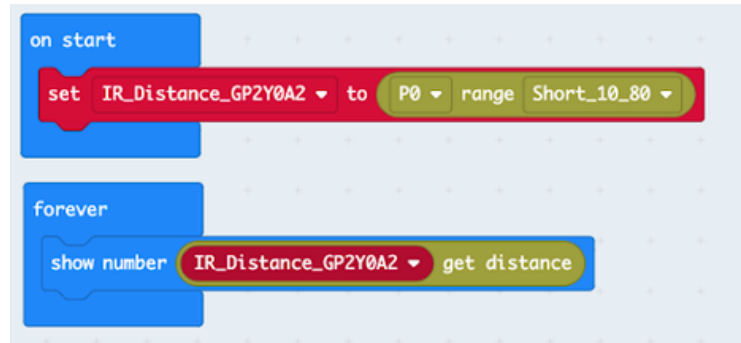 on start
set IR_Distance_GP2Y0A2 to P0 range Short_10_80
forever
show number IR_Distance_GP2Y0A2 get distance